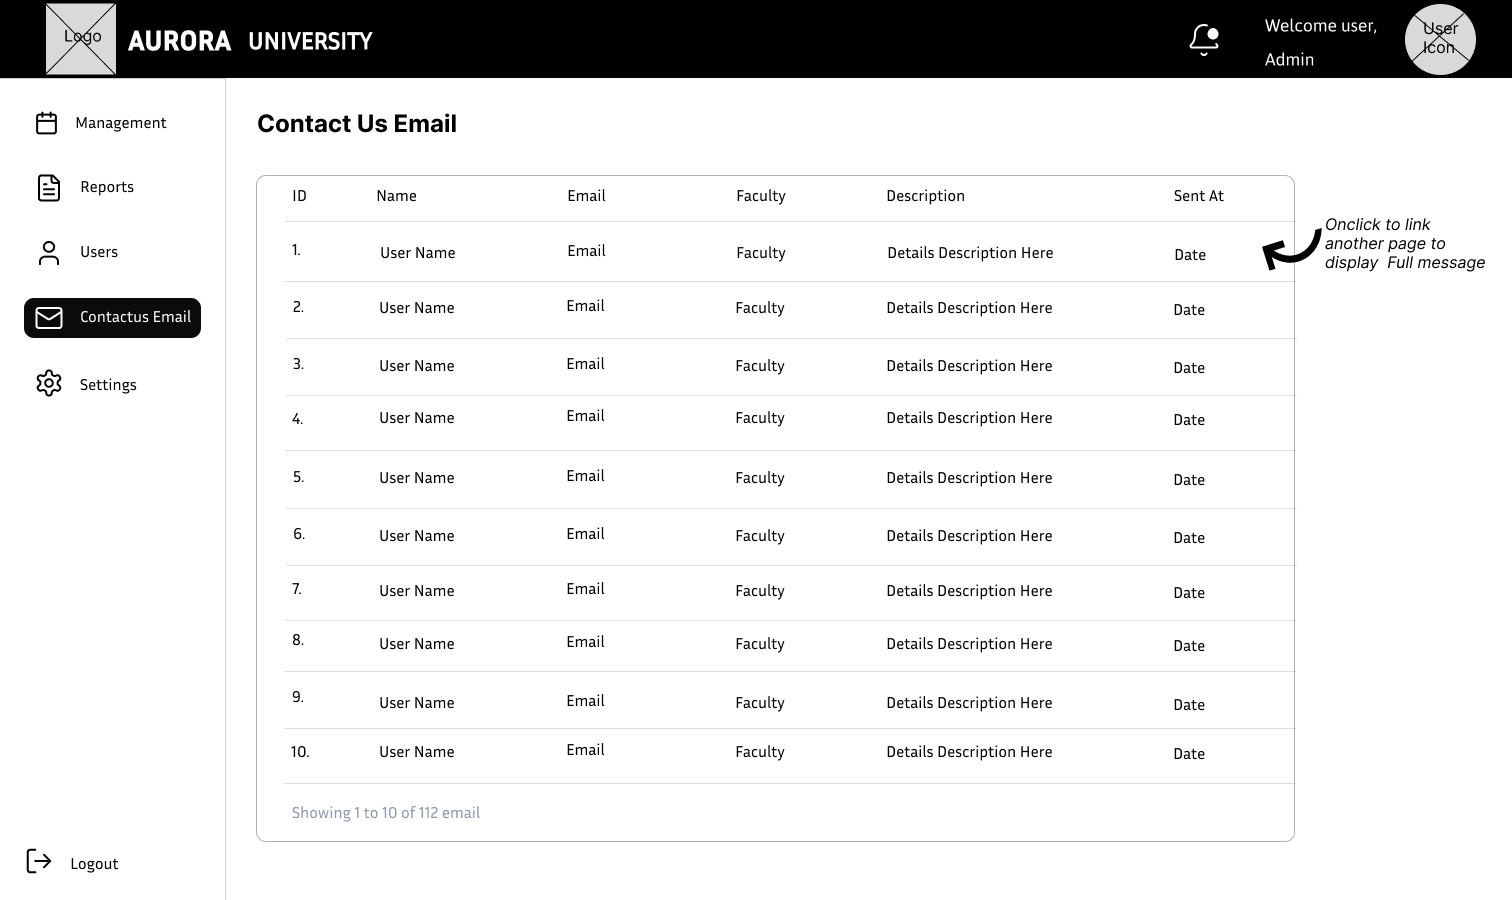 Logo AURORA UNIVERSITY
Welcome user,
Admin
User
Icon
Management
Reports
Users
Contactus Email
Settings
Logout
Contact Us Email
ID Name Email Faculty Description Sent At
1. User Name Email Faculty Details Description Here Date
2. User Name Email Faculty Details Description Here Date
3. User Name Email Faculty Details Description Here Date
4. User Name Email Faculty Details Description Here Date
5. User Name Email Faculty Details Description Here Date
6. User Name Email Faculty Details Description Here Date
7. User Name Email Faculty Details Description Here Date
8. User Name Email Faculty Details Description Here Date
9. User Name Email Faculty Details Description Here Date
10. User Name Email Faculty Details Description Here Date
Showing 1 to 10 of 112 email
Onclick to link
another page to
display Full message